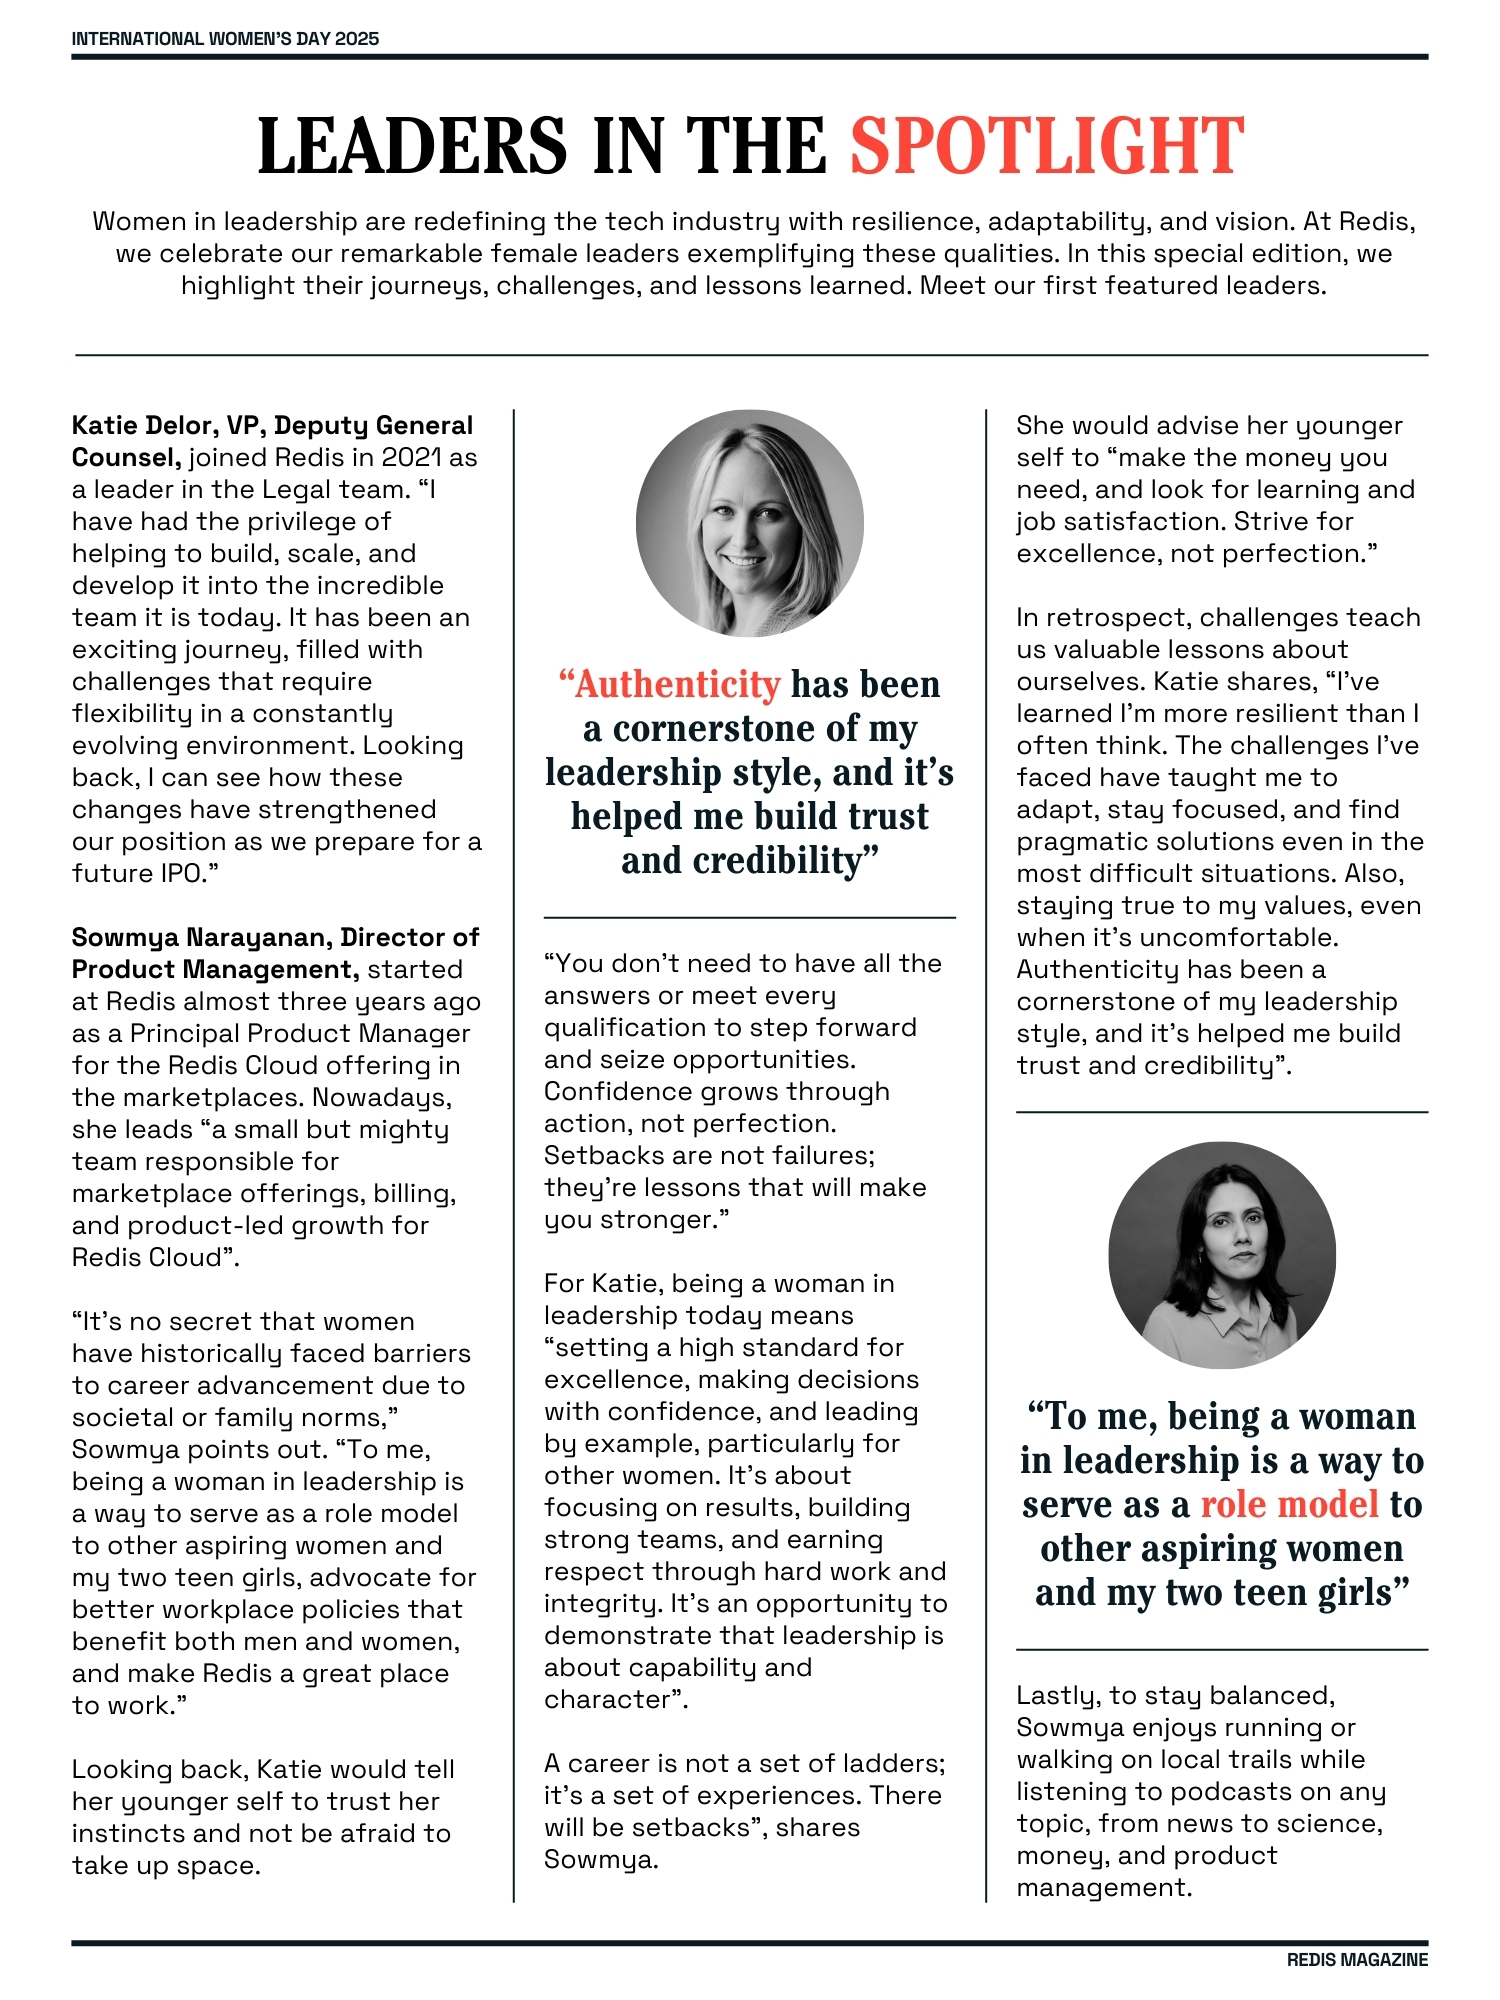 INTERNATIONAL WOMEN'S DAY 2025
LEADERS IN THE SPOTLIGHT
Women in leadership are redefining the tech industry with resilience, adaptability, and vision. At Redis,
we celebrate our remarkable female leaders exemplifying these qualities. In this special edition, we
highlight their journeys, challenges, and lessons learned. Meet our first featured leaders.
Katie Delor, VP, Deputy General
Counsel, joined Redis in 2021 as
a leader in the Legal team. “I
have had the privilege of
helping to build, scale, and
develop it into the incredible
team it is today. It has been an
exciting journey, filled with
challenges that require
flexibility in a constantly
evolving environment. Looking
back, I can see how these
changes have strengthened
our position as we prepare for a
future IPO.”
Sowmya Narayanan, Director of
Product Management, started
at Redis almost three years ago
as a Principal Product Manager
for the Redis Cloud offering in
the marketplaces. Nowadays,
she leads “a small but mighty
team responsible for
marketplace offerings, billing,
and product-led growth for
Redis Cloud”.
“It’s no secret that women
have historically faced barriers
to career advancement due to
societal or family norms,”
Sowmya points out. “To me,
being a woman in leadership is
a way to serve as a role model
to other aspiring women and
my two teen girls, advocate for
better workplace policies that
benefit both men and women,
and make Redis a great place
to work.”
Looking back, Katie would tell
her younger self to trust her
instincts and not be afraid to
take up space.
“Authenticity has been
a cornerstone of my
leadership style, and it’s
helped me build trust
and credibility”
“You don’t need to have all the
answers or meet every
qualification to step forward
and seize opportunities.
Confidence grows through
action, not perfection.
Setbacks are not failures;
they’re lessons that will make
you stronger.”
For Katie, being a woman in
leadership today means
“setting a high standard for
excellence, making decisions
with confidence, and leading
by example, particularly for
other women. It’s about
focusing on results, building
strong teams, and earning
respect through hard work and
integrity. It’s an opportunity to
demonstrate that leadership is
about capability and
character”.
A career is not a set of ladders;
it’s a set of experiences. There
will be setbacks”, shares
Sowmya.
She would advise her younger
self to “make the money you
need, and look for learning and
job satisfaction. Strive for
excellence, not perfection.”
In retrospect, challenges teach
us valuable lessons about
ourselves. Katie shares, “I’ve
learned I’m more resilient than I
often think. The challenges I’ve
faced have taught me to
adapt, stay focused, and find
pragmatic solutions even in the
most difficult situations. Also,
staying true to my values, even
when it’s uncomfortable.
Authenticity has been a
cornerstone of my leadership
style, and it’s helped me build
trust and credibility”.
“To me, being a woman
in leadership is a way to
serve as a role model to
other aspiring women
and my two teen girls”
Lastly, to stay balanced,
Sowmya enjoys running or
walking on local trails while
listening to podcasts on any
topic, from news to science,
money, and product
management.
REDIS MAGAZINE